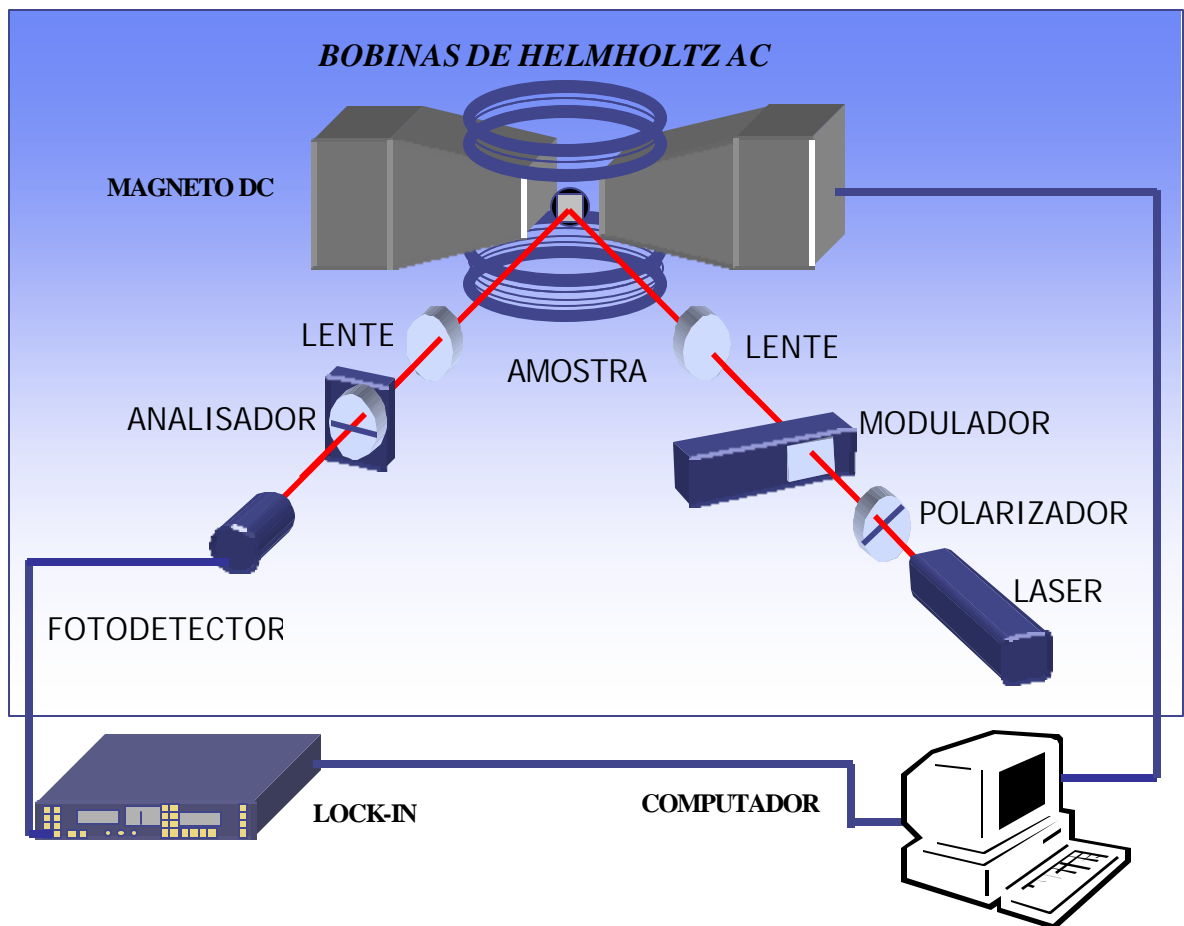 BOBINAS DE HELMHOLTZ AC
MAGNETO DC
LENTE
AMOSTRA
LENTE
ANALISADOR
MODULADOR
POLARIZADOR
LASER
FOTODETECTOR
LOCK-IN
COMPUTADOR